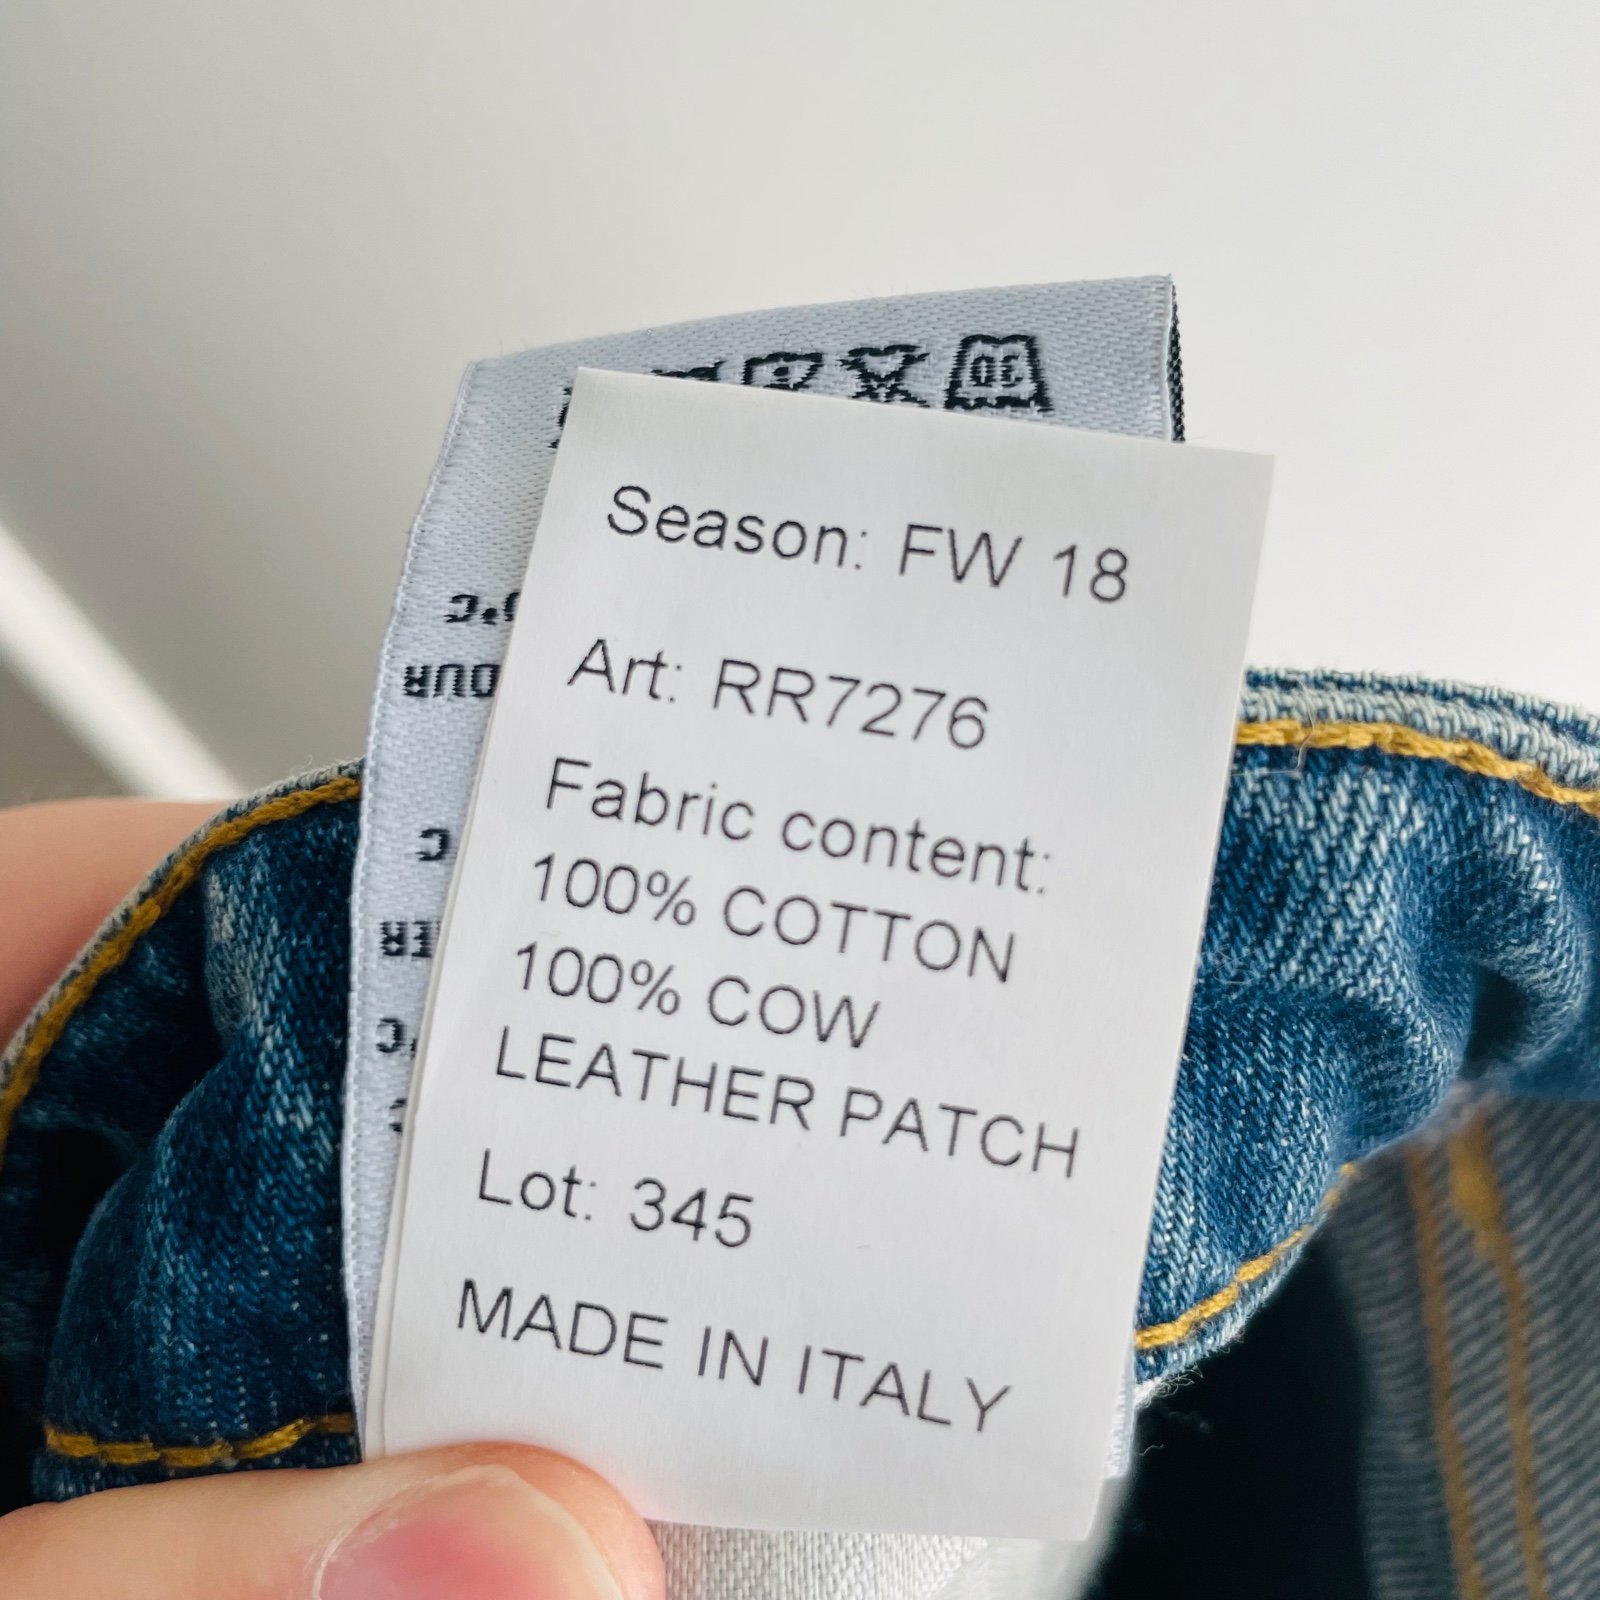 Season: FW 18
Art: RR7276
Fabric content:
100% COTTON
100% COW
LEATHER PATCH
Lot: 345
MADE IN ITALY